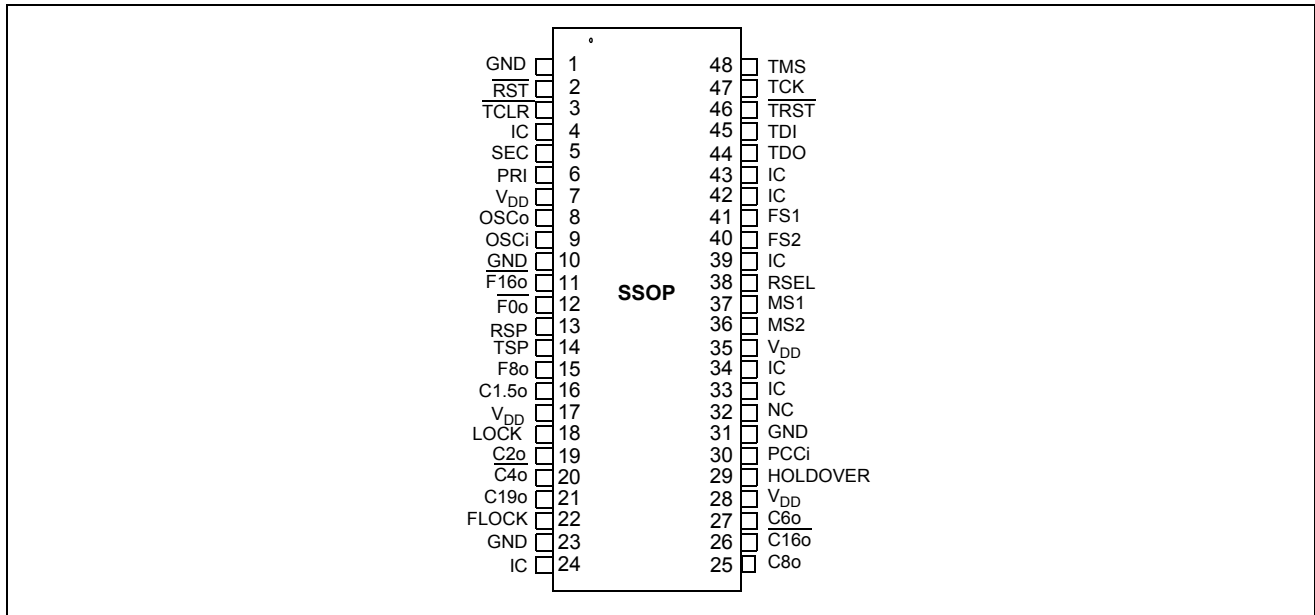 GND 1 48 TMS
RST 2 47 TCK
TCLR 3 46 TRST
IC 4 45 TDI
SEC 5 44 TDO
PRI 6 43 IC
VDD 7 42 IC
OSCo 8 41 FS1
OSCi 9 40 FS2
GND 10 39 IC
F16o 11 38 RSEL
SSOP
F0o 12 37 MS1
RSP 13 36 MS2
TSP 14 35 VDD
F8o 15 34 IC
C1.5o 16 33 IC
VDD 17 32 NC
LOCK 18 31 GND
C2o 19 30 PCCi
C4o 20 29 HOLDOVER
C19o 21 28 VDD
FLOCK 22 27 C6o
GND 23 26 C16o
IC 24 25 C8o